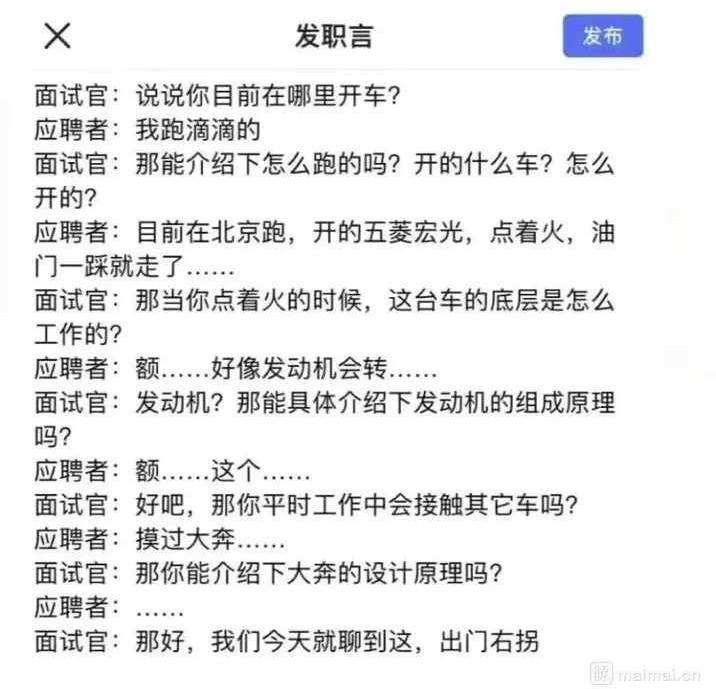 发职言
发布
面试官：说说你目前在哪里开车？
应聘者：我跑滴滴的
面试官：那能介绍下怎么跑的吗？开的什么车？怎么
开的？
应聘者：目前在北京跑，开的五菱宏光，点着火，油
门一踩就走了……
面试官：那当你点着火的时候，这台车的底层是怎么
工作的？
应聘者：额……好像发动机会转……
面试官：发动机？那能具体介绍下发动机的组成原理
吗？
应聘者：额……这个……
面试官：好吧，那你平时工作中会接触其它车吗？
应聘者：摸过大奔……
面试官：那你能介绍下大奔的设计原理吗？
应聘者：……
面试官：那好，我们今天就聊到这，出门右拐
maimai.cn